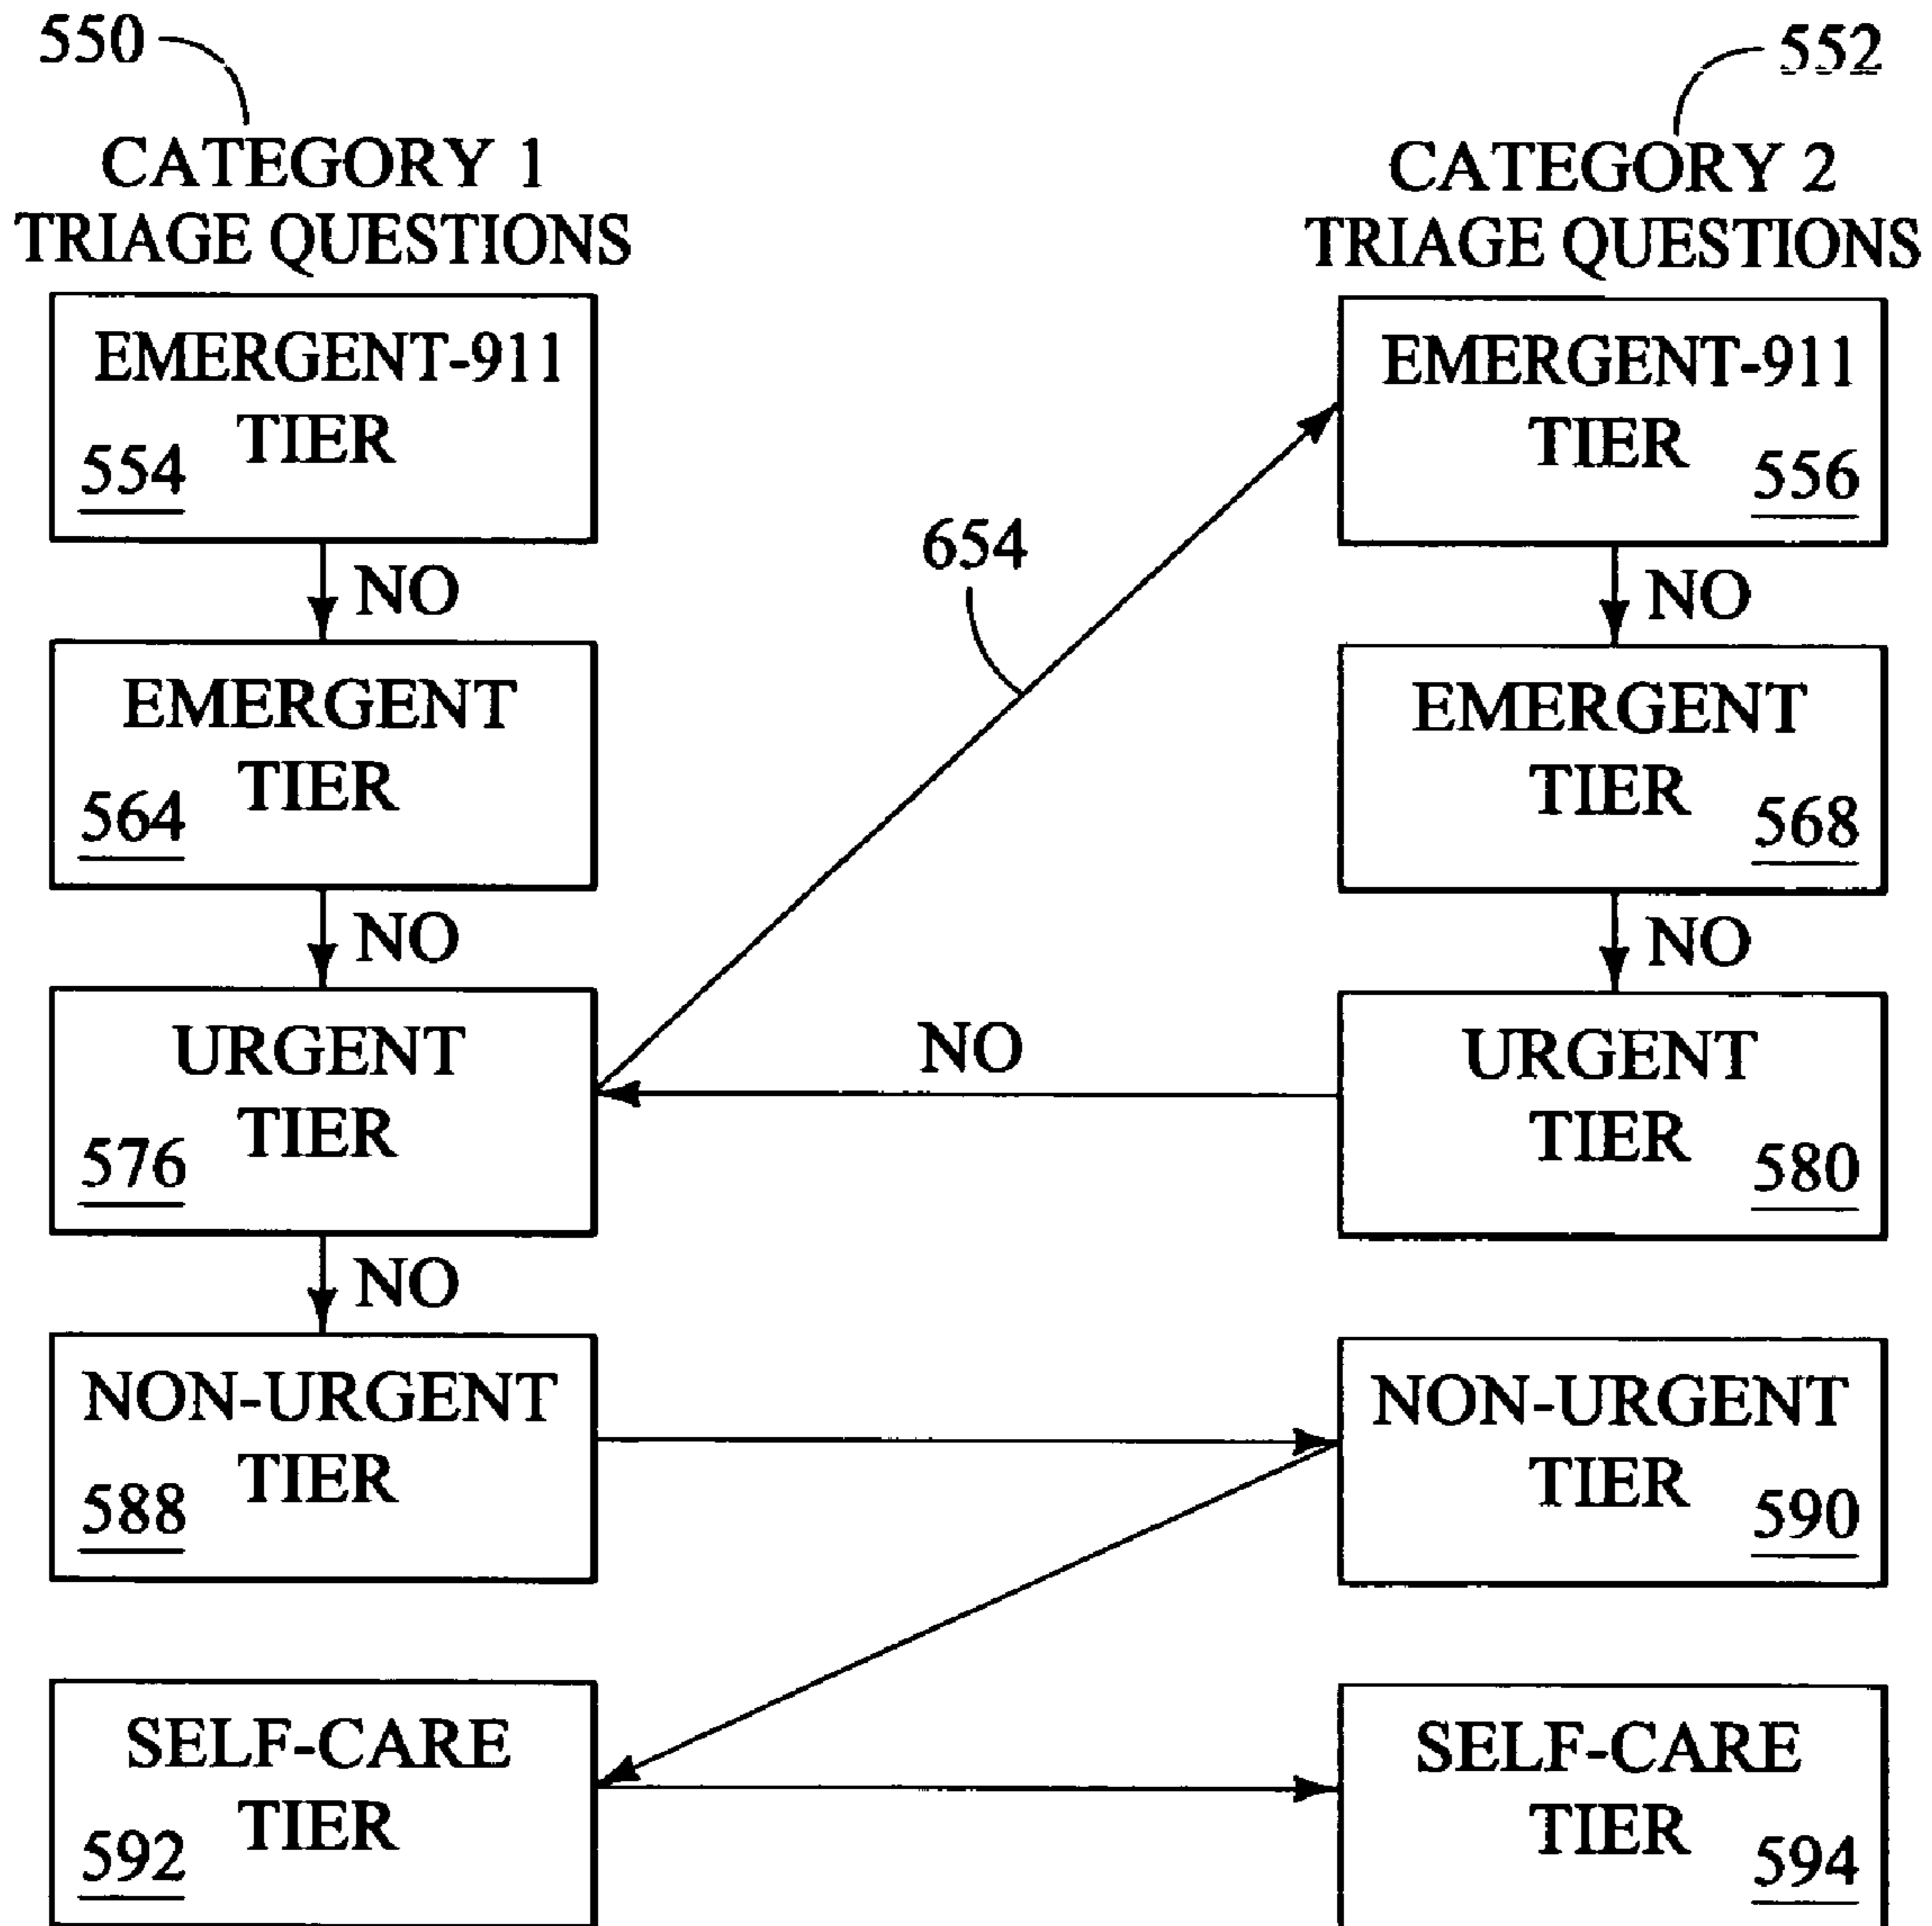 550
552
CATEGORY 1
TRIAGE QUESTIONS
CATEGORY 2
TRIAGE QUESTIONS
EMERGENT-911
TIER
554
EMERGENT-911
TIER
556
654
NO
NO
EMERGENT
TIER
564
EMERGENT
TIER
568
NO
NO
URGENT
TIER
576
NO
URGENT
TIER
580
NO
NON-URGENT
TIER
588
NON-URGENT
TIER
590
SELF-CARE
TIER
592
SELF-CARE
TIER
594